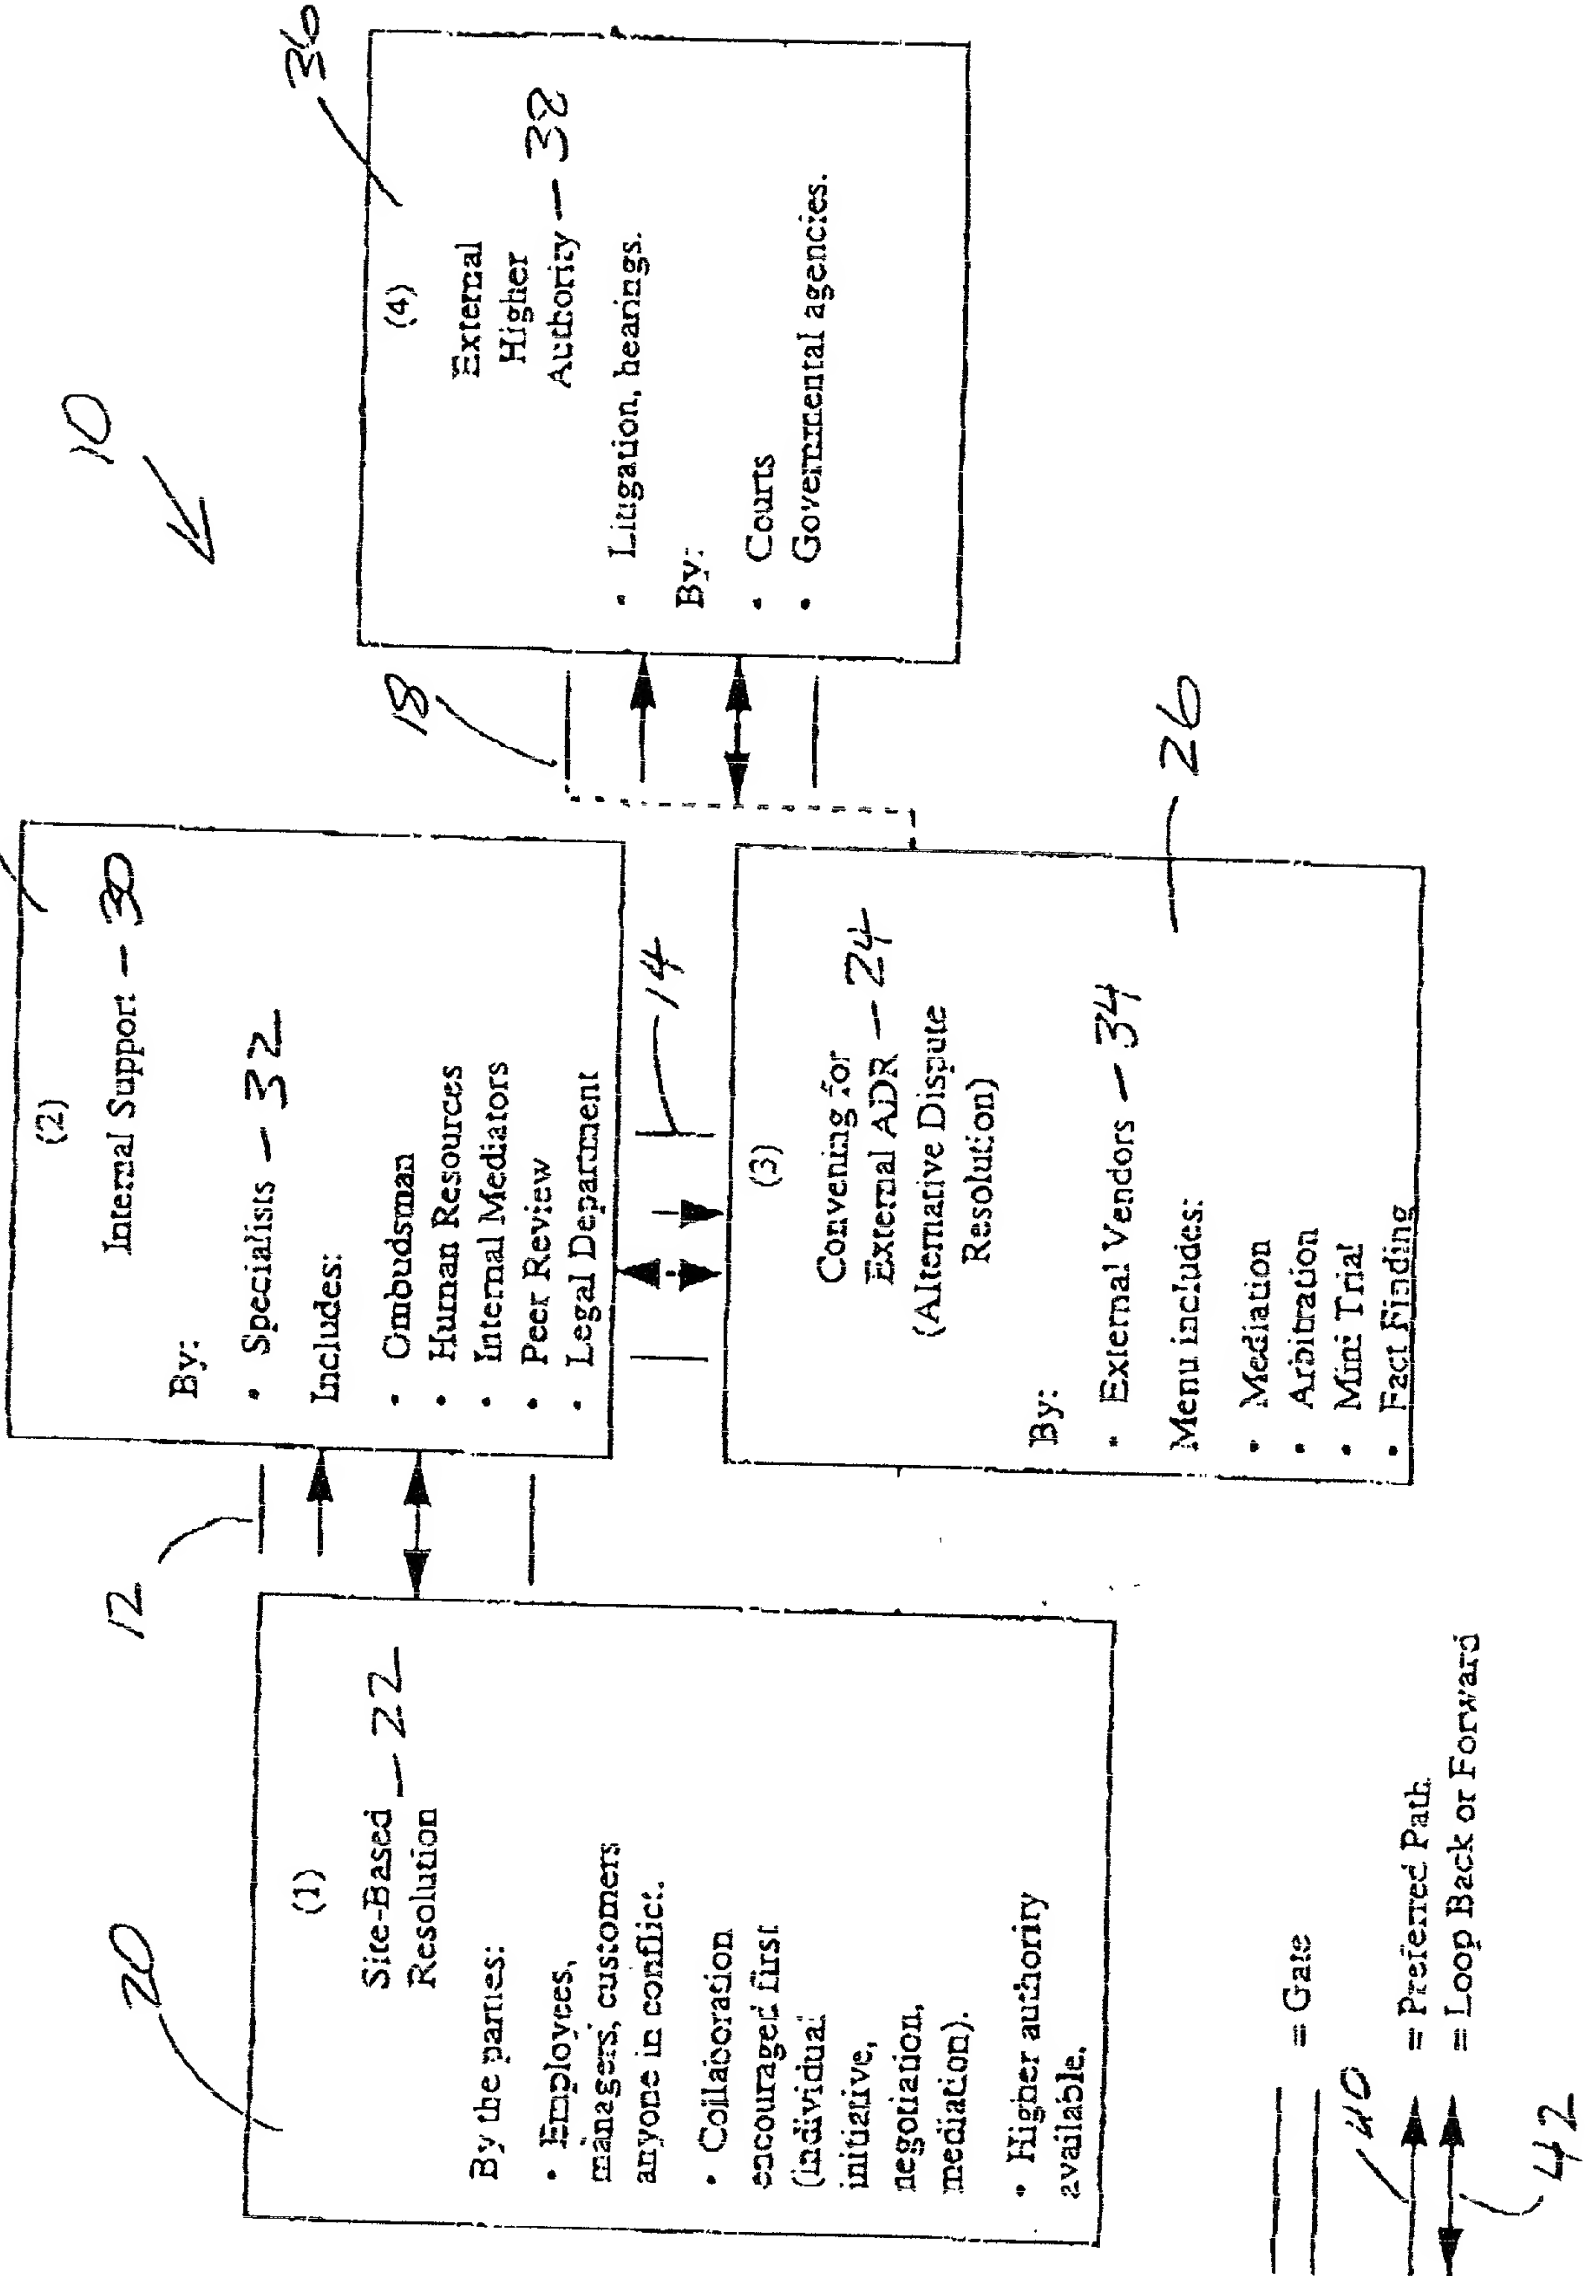 10
12
20
(1)
Site-Based
Resolution — 22
By the parties:
• Employees,
managers, customers
anyone in conflict.
• Collaboration
encouraged first
(individual
initiative,
negotiation,
mediation).
• Higher authority
available.
(2)
Internal Support — 30
By:
• Specialists — 32
Includes:
• Ombudsman
• Human Resources
• Internal Mediators
• Peer Review
• Legal Department
14
(3)
Convening for
External ADR — 24
(Alternative Dispute
Resolution)
By:
• External Vendors — 34
Menu includes:
• Mediation
• Arbitration
• Mini Trial
• Fact Finding
26
18
36
(4)
External
Higher
Authority — 38
• Litigation, hearings.
By:
• Courts
• Governmental agencies.
= Gate
40
= Preferred Path
= Loop Back or Forward
42